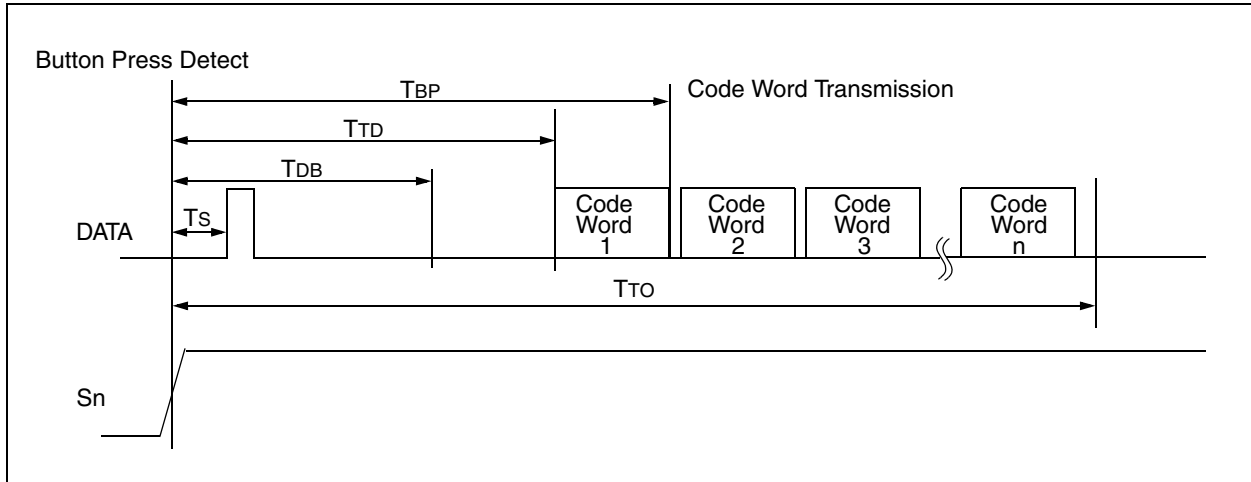 Button Press Detect
TBP
Code Word Transmission
TTD
TDB
TS
DATA
Code Word 1
Code Word 2
Code Word 3
Code Word n
TTO
Sn